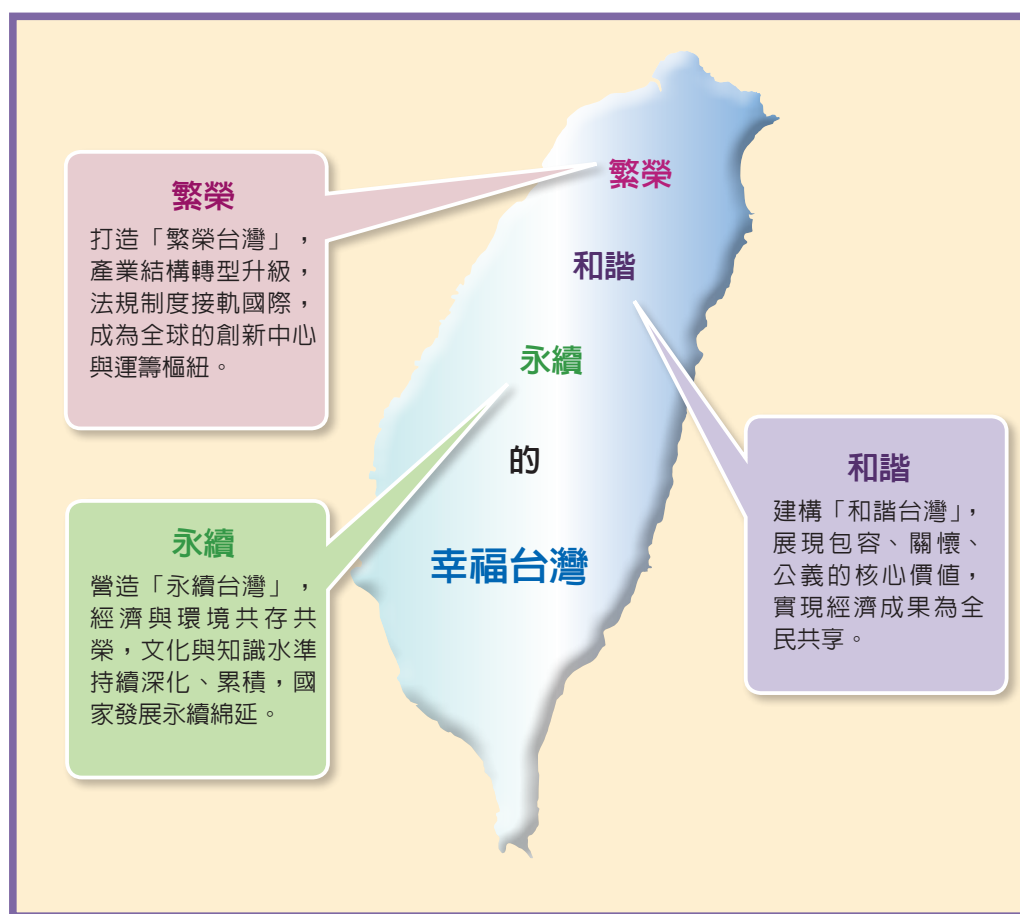 繁榮
和諧
永續
的
幸福台灣
繁榮
打造「繁榮台灣」，
產業結構轉型升級，
法規制度接軌國際，
成為全球的創新中心
與運籌樞紐。
永續
營造「永續台灣」，
經濟與環境共存共
榮，文化與知識水準
持續深化、累積，國
家發展永續綿延。
和諧
建構「和諧台灣」，
展現包容、關懷、
公義的核心價值，
實現經濟成果為全
民共享。